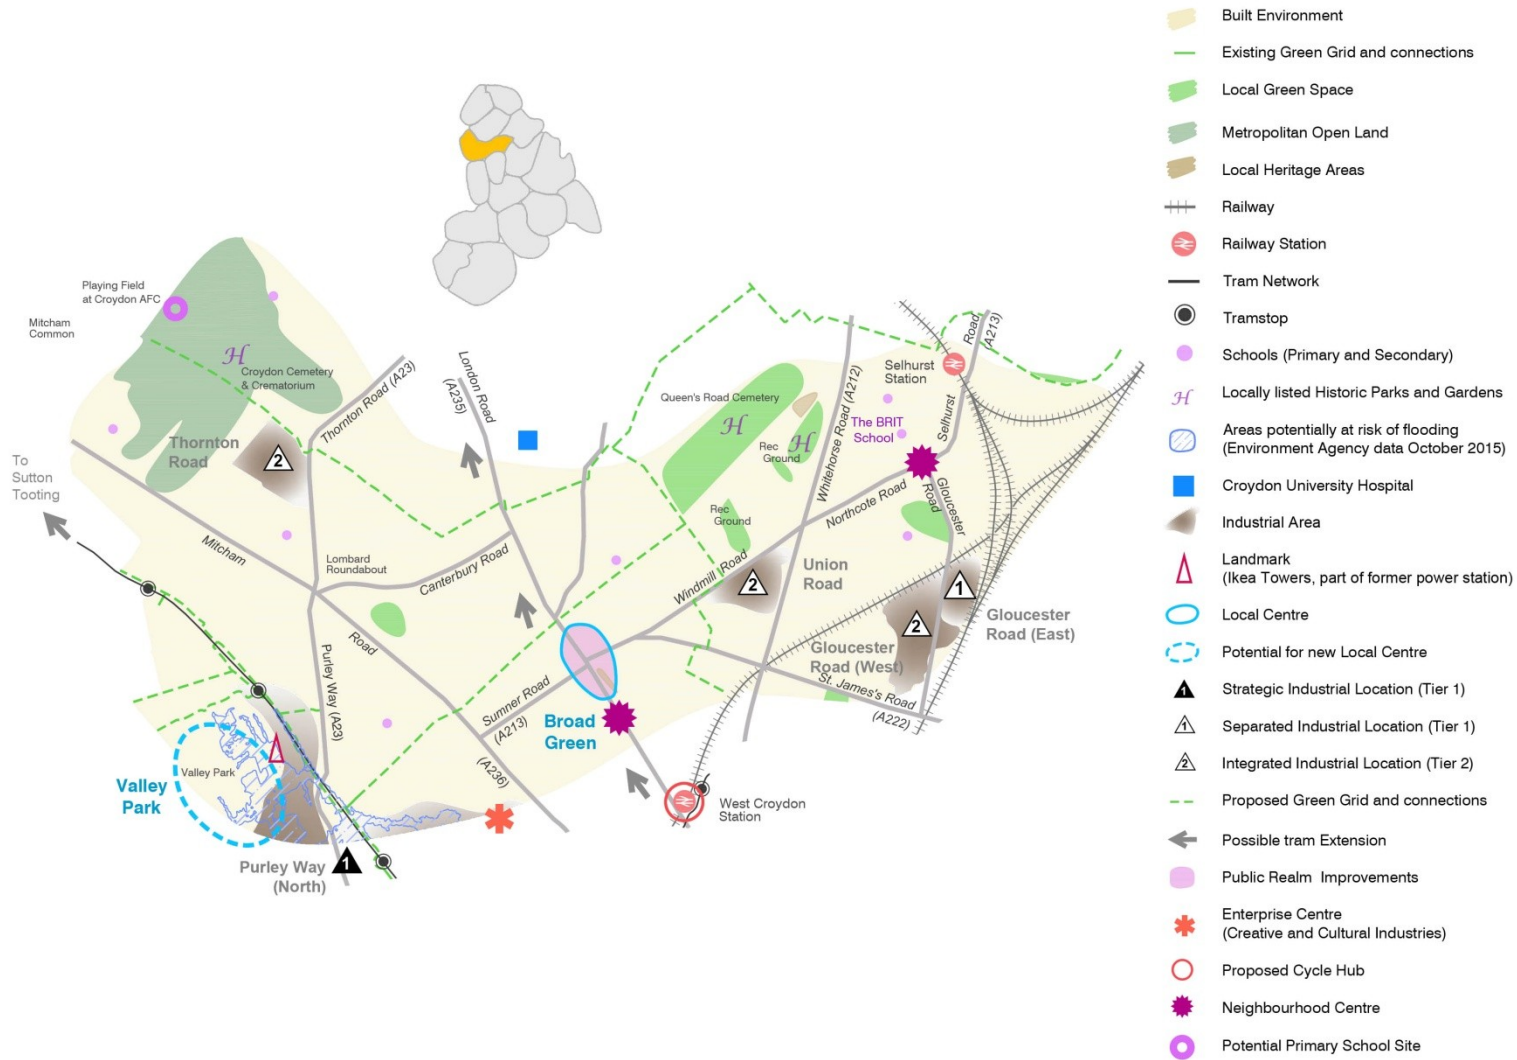 Playing Field
at Croydon AFC
Mitcham
Common
H
Croydon Cemetery
& Crematorium
Thornton Road (A23)
London Road
(A235)
Thornton
Road
2
To
Sutton
Tooting
Mitcham
Road
Lombard
Roundabout
Canterbury Road
Purley Way (A23)
Queen's Road Cemetery
H
Rec
Ground
H
Rec
Ground
Whitehorse Road (A212)
Selhurst
Station
The BRIT
School
Selhurst
Road
(A213)
Northcote Road
Gloucester
Road
Windmill Road
2
Union
Road
1
2
Gloucester
Road (East)
Gloucester
Road (West)
St. James's Road
(A222)
Sumner Road
(A213)
(A236)
Broad
Green
Valley Park
Valley
Park
Purley Way
(North)
1
West Croydon
Station
Built Environment
Existing Green Grid and connections
Local Green Space
Metropolitan Open Land
Local Heritage Areas
Railway
Railway Station
Tram Network
Tramstop
Schools (Primary and Secondary)
H
Locally listed Historic Parks and Gardens
Areas potentially at risk of flooding
(Environment Agency data October 2015)
Croydon University Hospital
Industrial Area
Landmark
(Ikea Towers, part of former power station)
Local Centre
Potential for new Local Centre
1
Strategic Industrial Location (Tier 1)
1
Separated Industrial Location (Tier 1)
2
Integrated Industrial Location (Tier 2)
Proposed Green Grid and connections
Possible tram Extension
Public Realm Improvements
Enterprise Centre
(Creative and Cultural Industries)
Proposed Cycle Hub
Neighbourhood Centre
Potential Primary School Site